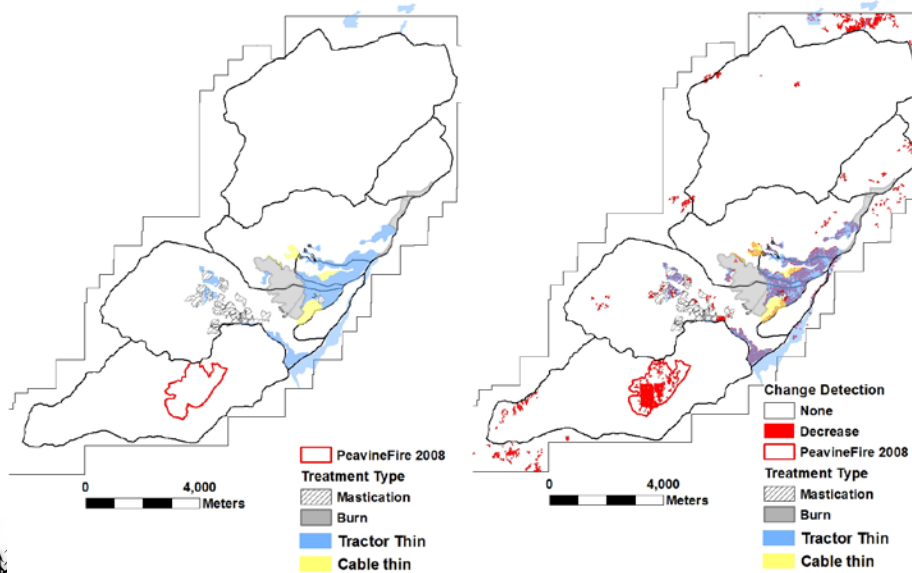 PeavineFire 2008
Treatment Type
Mastication
Burn
Tractor Thin
Cable thin
0 4,000
Meters
Change Detection
None
Decrease
PeavineFire 2008
Treatment Type
Mastication
Burn
Tractor Thin
Cable thin
0 4,000
Meters